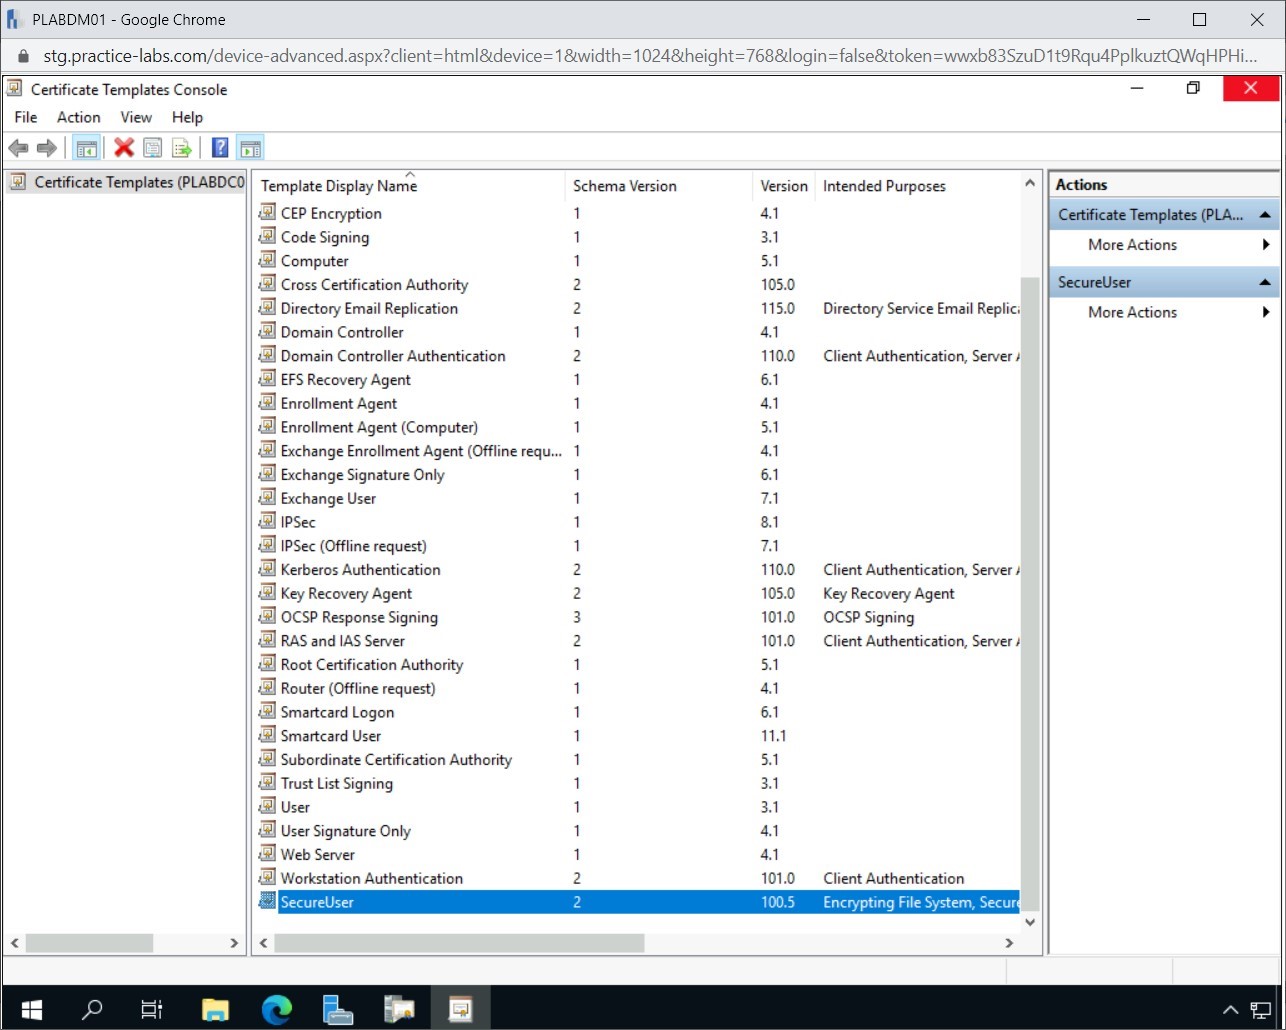 PLABDM01 - Google Chrome
stg.practice-labs.com/device-advanced.aspx?client=html&device=1&width=1024&height=768&login=false&token=wwxb83SzuD1t9Rqu4PplkuztQWqHPHi...
Certificate Templates Console
File Action View Help
Certificate Templates (PLABDC0
Template Display Name Schema Version Version Intended Purposes
CEP Encryption 1 4.1
Code Signing 1 3.1
Computer 1 5.1
Cross Certification Authority 2 105.0
Directory Email Replication 2 115.0 Directory Service Email Replica
Domain Controller 1 4.1
Domain Controller Authentication 2 110.0 Client Authentication, Server A
EFS Recovery Agent 1 6.1
Enrollment Agent 1 4.1
Enrollment Agent (Computer) 1 5.1
Exchange Enrollment Agent (Offline requ... 1 4.1
Exchange Signature Only 1 6.1
Exchange User 1 7.1
IPSec 1 8.1
IPSec (Offline request) 1 7.1
Kerberos Authentication 2 110.0 Client Authentication, Server A
Key Recovery Agent 2 105.0 Key Recovery Agent
OCSP Response Signing 3 101.0 OCSP Signing
RAS and IAS Server 2 101.0 Client Authentication, Server A
Root Certification Authority 1 5.1
Router (Offline request) 1 4.1
Smartcard Logon 1 6.1
Smartcard User 1 11.1
Subordinate Certification Authority 1 5.1
Trust List Signing 1 3.1
User 1 3.1
User Signature Only 1 4.1
Web Server 1 4.1
Workstation Authentication 2 101.0 Client Authentication
SecureUser 2 100.5 Encrypting File System, Secure
Actions
Certificate Templates (PLA...
More Actions
SecureUser
More Actions